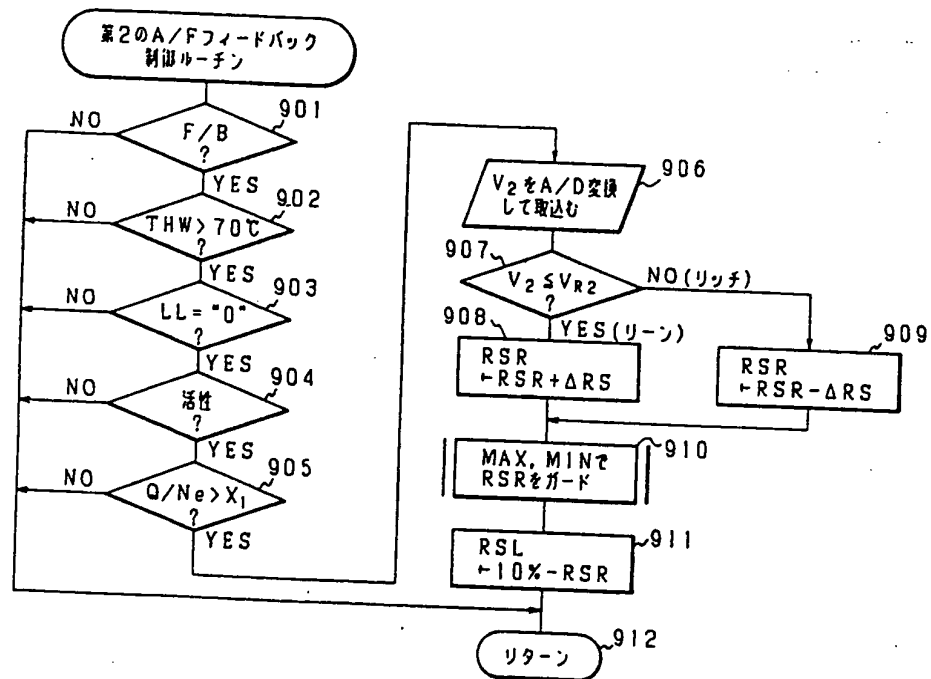 第2のA/Fフィードバック
制御ルーチン
901
NO
F/B
?
YES
902
NO
THW>70℃
?
YES
903
NO
LL="0"
?
YES
904
NO
活性
?
YES
905
NO
Q/Ne>X1
?
YES
906
V2をA/D変換
して取込む
907
V2≦VR2
?
NO(リッチ)
YES(リーン)
908
RSR
←RSR+ΔRS
909
RSR
←RSR-ΔRS
910
MAX,MINで
RSRをガード
911
RSL
←10%-RSR
リターン
912